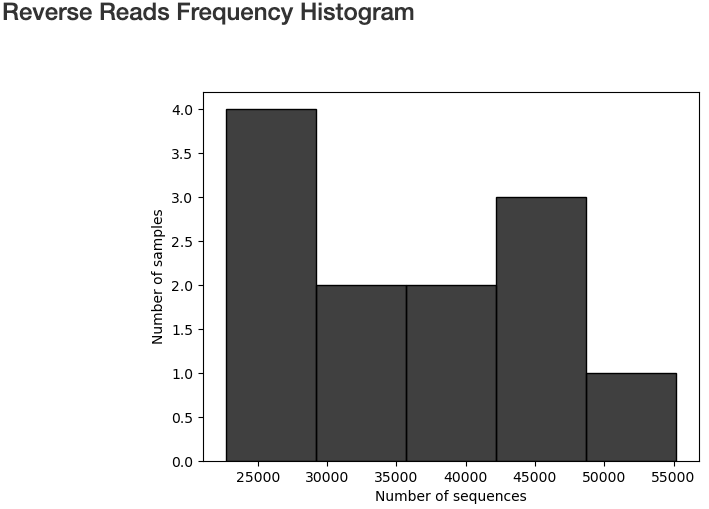 Reverse Reads Frequency Histogram
4.0
3.5
3.0
2.5
2.0
1.5
1.0
0.5
0.0
Number of samples
25000 30000 35000 40000 45000 50000 55000
Number of sequences